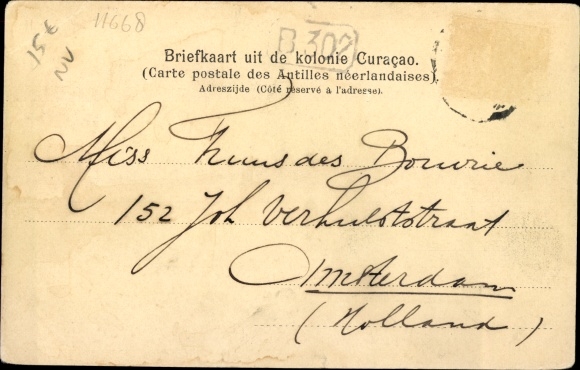 11668
15€
NV
B 302
Briefkaart uit de kolonie Curaçao.
(Carte postale des Antilles néerlandaises).
Adreszijde (Côté réservé à l'adresse).
Miss Truus des Bouvrie
152 Joh Verhulststraat
Amsterdam
(Holland)